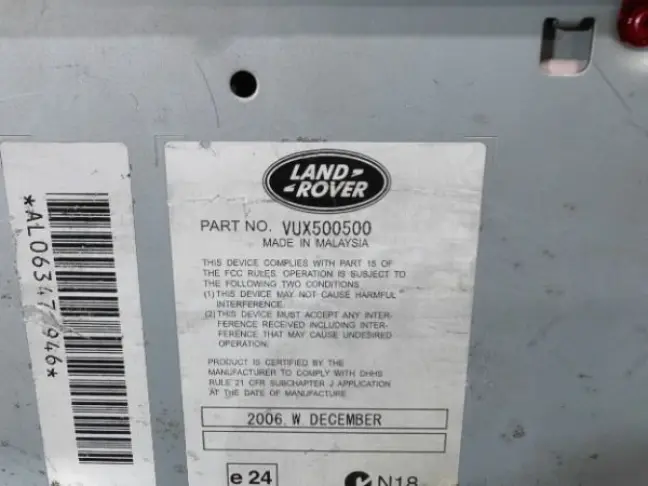 *AL063477946*
LAND-
-ROVER
PART NO. VUX500500
MADE IN MALAYSIA
THIS DEVICE COMPLIES WITH PART 15 OF
THE FCC RULES. OPERATION IS SUBJECT TO
THE FOLLOWING TWO CONDITIONS
(1) THIS DEVICE MAY NOT CAUSE HARMFUL
INTERFERENCE.
(2) THIS DEVICE MUST ACCEPT ANY INTER-
FERENCE RECEIVED INCLUDING INTER-
FERENCE THAT MAY CAUSE UNDESIRED
OPERATION.
PRODUCT IS CERTIFIED BY THE
MANUFACTURER TO COMPLY WITH DHHS
RULE 21 CFR SUBCHAPTER J APPLICATION
AT THE DATE OF MANUFACTURE
2006. W DECEMBER
e 24
N18